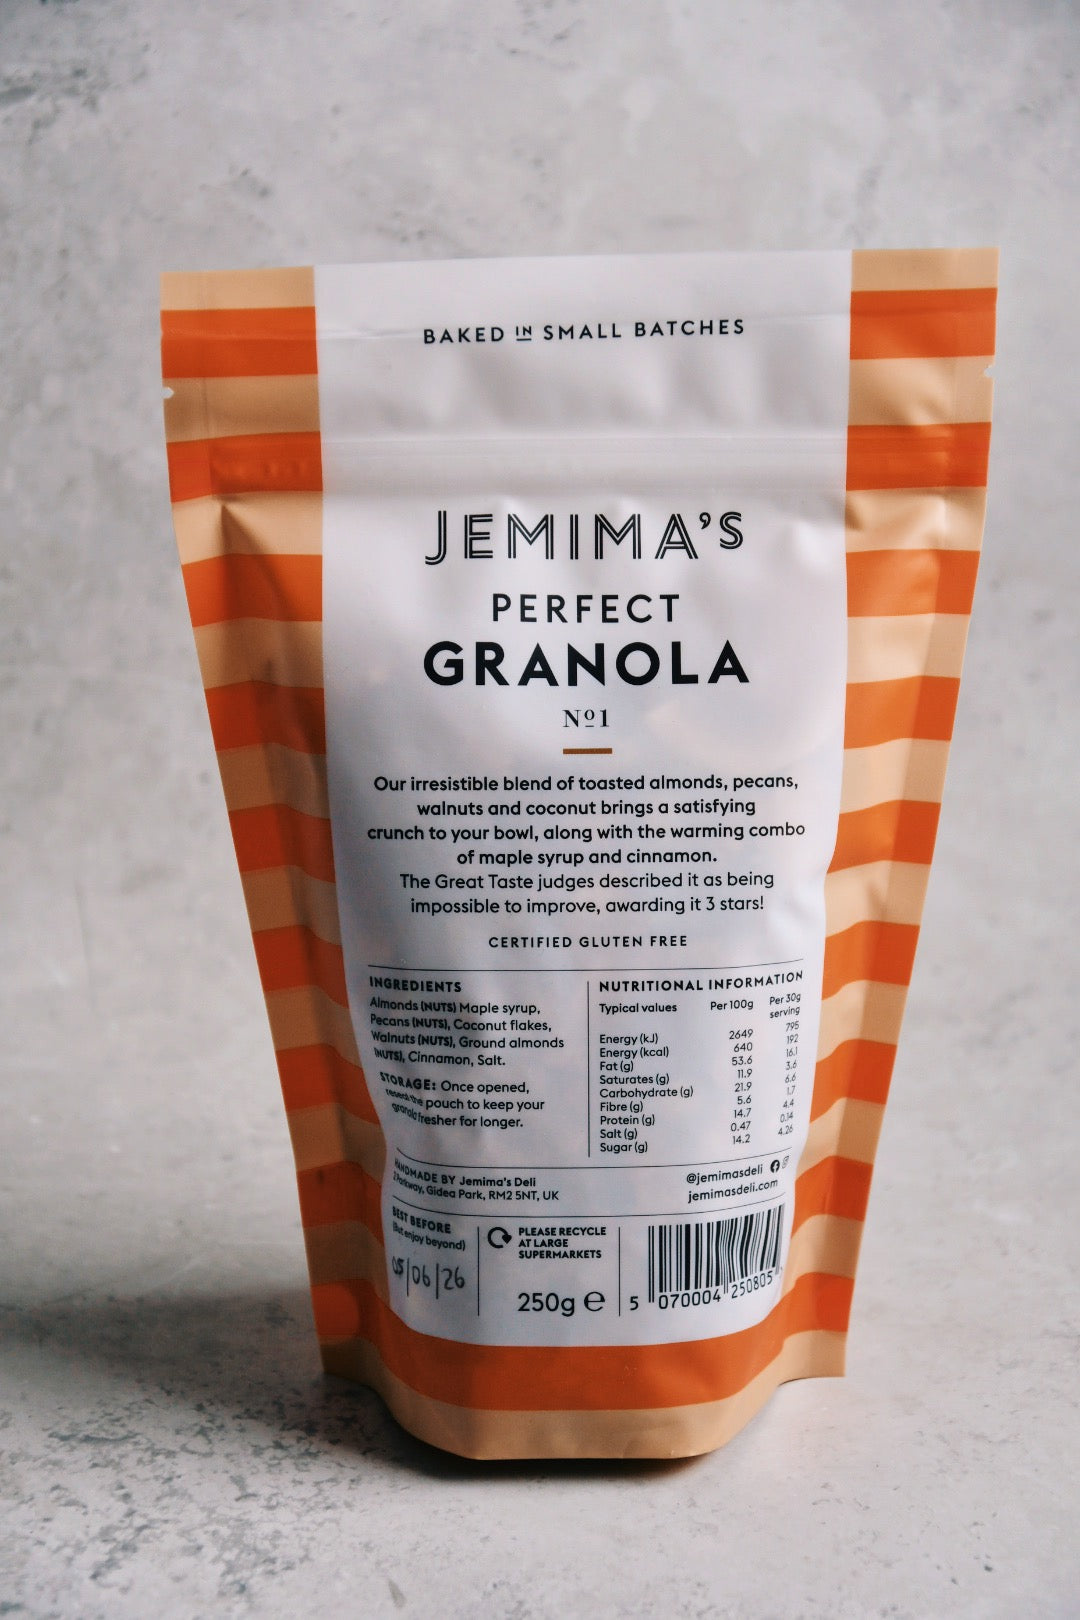 BAKED IN SMALL BATCHES
JEMIMA'S
PERFECT
GRANOLA
Nº1
Our irresistible blend of toasted almonds, pecans,
walnuts and coconut brings a satisfying
crunch to your bowl, along with the warming combo
of maple syrup and cinnamon.
The Great Taste judges described it as being
impossible to improve, awarding it 3 stars!
CERTIFIED GLUTEN FREE
INGREDIENTS
Almonds (NUTS) Maple syrup,
Pecans (NUTS), Coconut flakes,
Walnuts (NUTS), Ground almonds
(NUTS), Cinnamon, Salt.
STORAGE: Once opened,
reseal the pouch to keep your
granola fresher for longer.
NUTRITIONAL INFORMATION
Typical values Per 100g Per 30g serving
Energy (kJ) 2649 795
Energy (kcal) 640 192
Fat (g) 53.6 16.1
Saturates (g) 11.9 3.6
Carbohydrate (g) 21.9 6.6
Fibre (g) 5.6 1.7
Protein (g) 14.7 4.4
Salt (g) 0.47 0.14
Sugar (g) 14.2 4.26
HANDMADE BY Jemima's Deli
Parkway, Gidea Park, RM2 5NT, UK
@jemimasdeli
jemimasdeli.com
BEST BEFORE
(But enjoy beyond)
05/06/26
PLEASE RECYCLE
AT LARGE
SUPERMARKETS
250g e
5 070004 250805